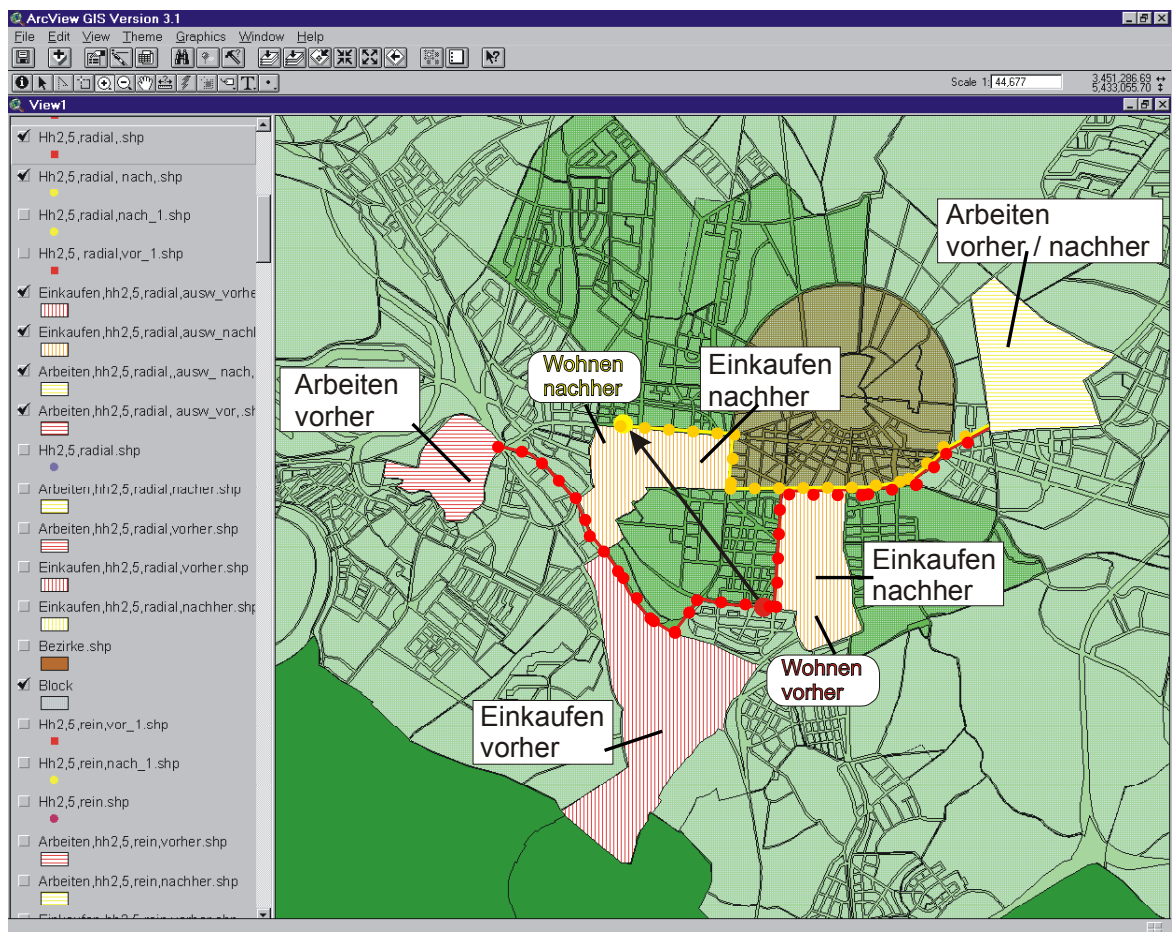 ArcView GIS Version 3.1
File Edit View Theme Graphics Window Help
Scale 1: 44,677
3,451,286.69
5,433,055.70
View1
Hh2,5,radial,.shp
Hh2,5,radial, nach,.shp
Hh2,5,radial,nach_1.shp
Hh2,5, radial,vor_1.shp
Einkaufen,hh2,5,radial,ausw_vorhe
Einkaufen,hh2,5,radial,ausw_nachl
Arbeiten,hh2,5,radial,,ausw_ nach,
Arbeiten,hh2,5,radial, ausw_vor,.sh
Hh2,5,radial.shp
Arbeiten,hh2,5,radial,nacher.shp
Arbeiten,hh2,5,radial,vorher.shp
Einkaufen,hh2,5,radial,vorher.shp
Einkaufen,hh2,5,radial,nachher.shp
Bezirke.shp
Block
Hh2,5,rein,vor_1.shp
Hh2,5,rein,nach_1.shp
Hh2,5,rein.shp
Arbeiten,hh2,5,rein,vorher.shp
Arbeiten,hh2,5,rein,nachher.shp
Einkaufen,hh2,5,rein,vorher.shp
Arbeiten
vorher / nachher
Wohnen
nachher
Einkaufen
nachher
Arbeiten
vorher
Einkaufen
nachher
Wohnen
vorher
Einkaufen
vorher